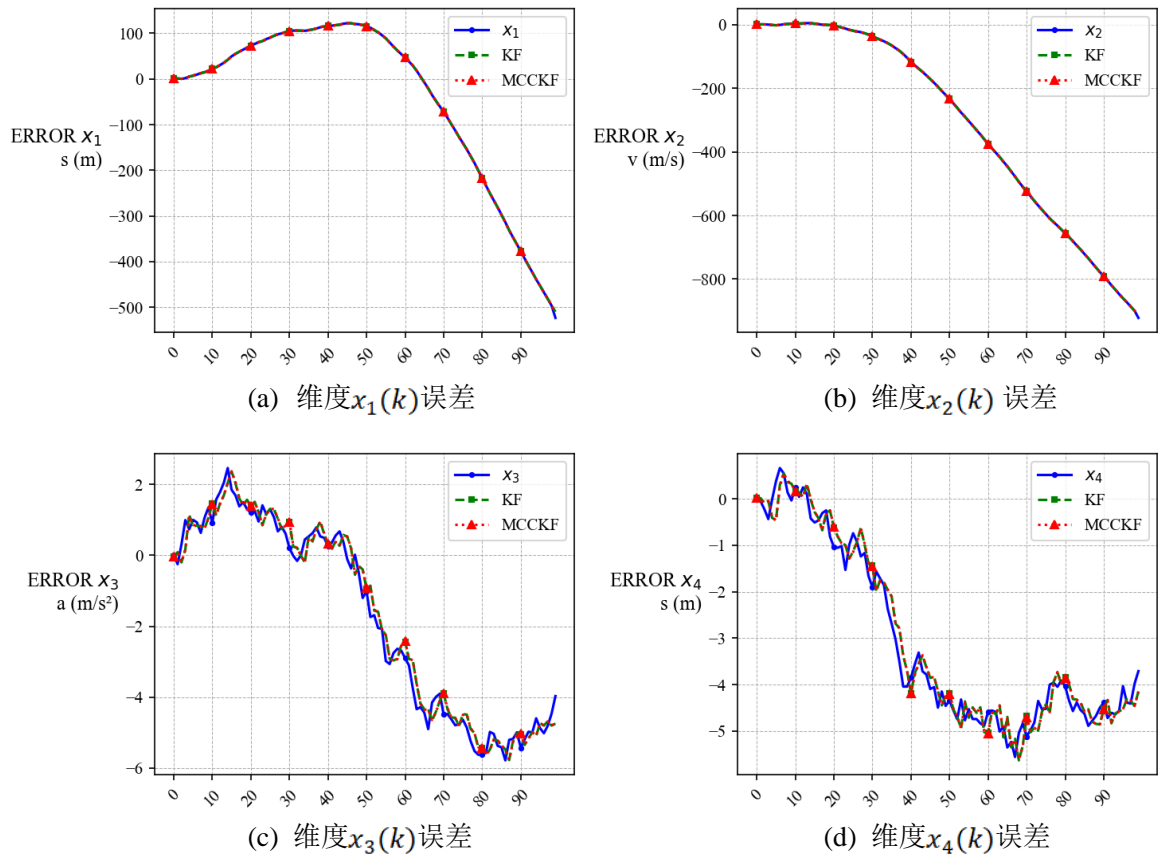 100
0
−100
−200
−300
−400
−500
ERROR x₁
s (m)
x₁
KF
MCCKF
0 10 20 30 40 50 60 70 80 90
(a) 维度x₁(k)误差
0
−200
−400
−600
−800
ERROR x₂
v (m/s)
x₂
KF
MCCKF
0 10 20 30 40 50 60 70 80 90
(b) 维度x₂(k) 误差
2
0
−2
−4
−6
ERROR x₃
a (m/s²)
x₃
KF
MCCKF
0 10 20 30 40 50 60 70 80 90
(c) 维度x₃(k)误差
0
−1
−2
−3
−4
−5
ERROR x₄
s (m)
x₄
KF
MCCKF
0 10 20 30 40 50 60 70 80 90
(d) 维度x₄(k)误差